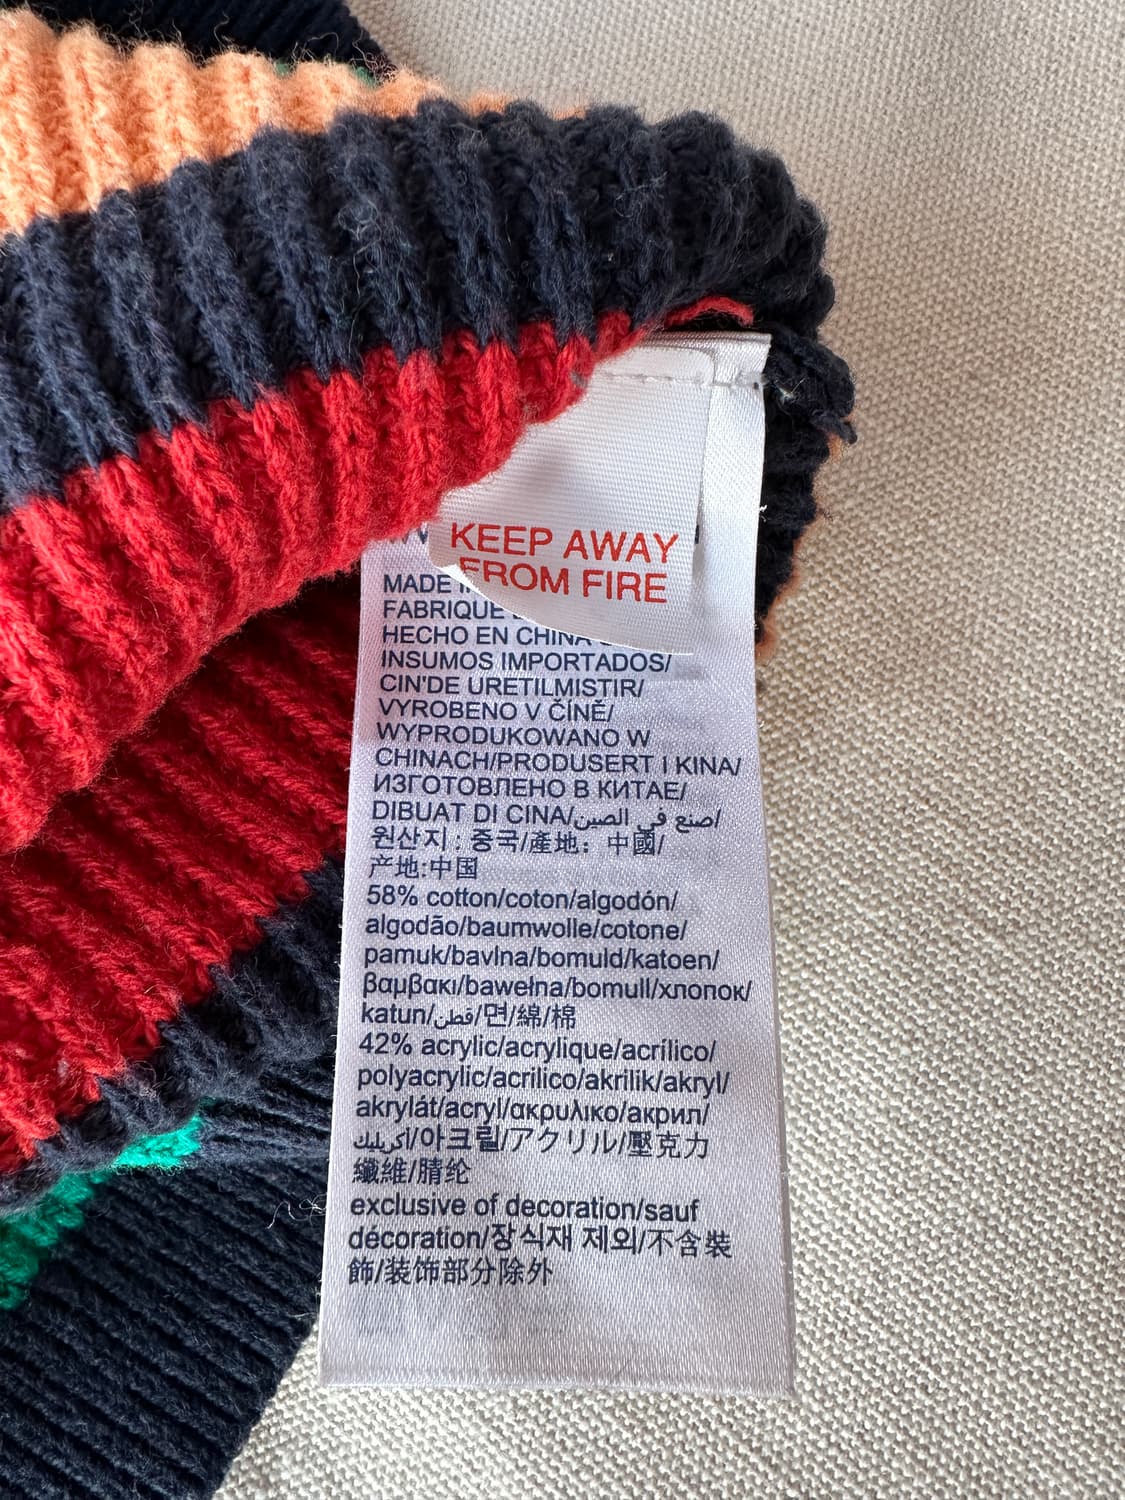 KEEP AWAY
FROM FIRE
MADE
FABRIQUE
HECHO EN CHINA
INSUMOS IMPORTADOS/
CIN'DE URETILMISTIR/
VYROBENO V ČÍNĚ/
WYPRODUKOWANO W
CHINACH/PRODUSERT I KINA/
ИЗГОТОВЛЕНО В КИТАЕ/
DIBUAT DI CINA/صنع في الصين/
원산지 : 중국/產地：中國/
产地:中国
58% cotton/coton/algodón/
algodão/baumwolle/cotone/
pamuk/bavlna/bomuld/katoen/
βαμβακι/bawełna/bomull/хлопок/
katun/قطن/면/綿/棉
42% acrylic/acrylique/acrílico/
polyacrylic/acrilico/akrilik/akryl/
akrylát/acryl/ακρυλικο/акрил/
أكريليك/아크릴/アクリル/壓克力
纖維/腈纶
exclusive of decoration/sauf
décoration/장식재 제외/不含裝
飾/装饰部分除外